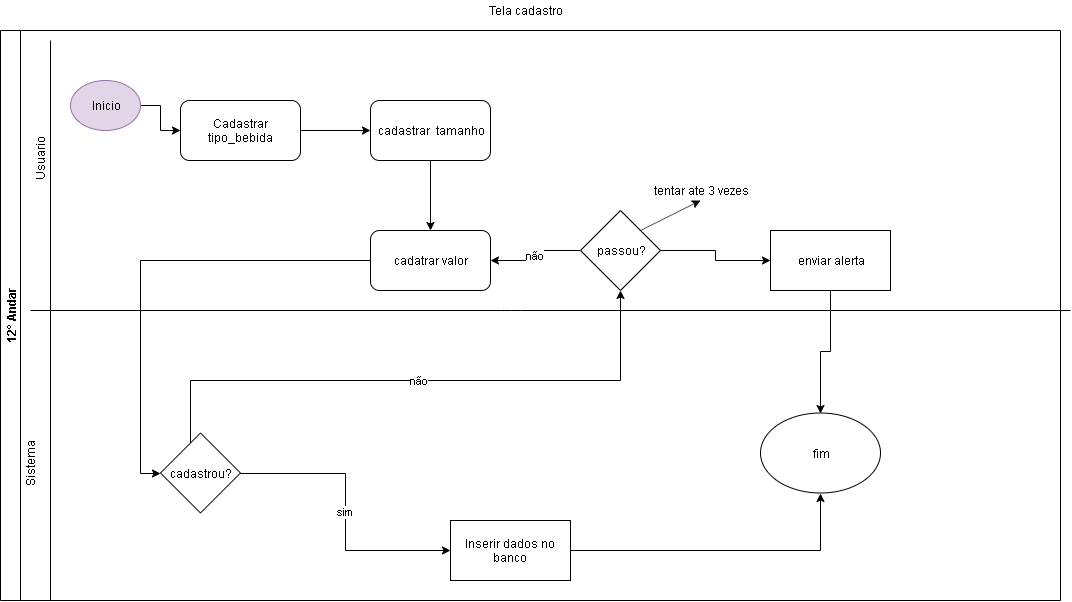 Tela cadastro
12° Andar
Usuario
Inicio
Cadastrar
tipo_bebida
cadastrar tamanho
tentar ate 3 vezes
cadatrar valor
não
passou?
enviar alerta
Sistema
não
cadastrou?
sim
fim
Inserir dados no
banco